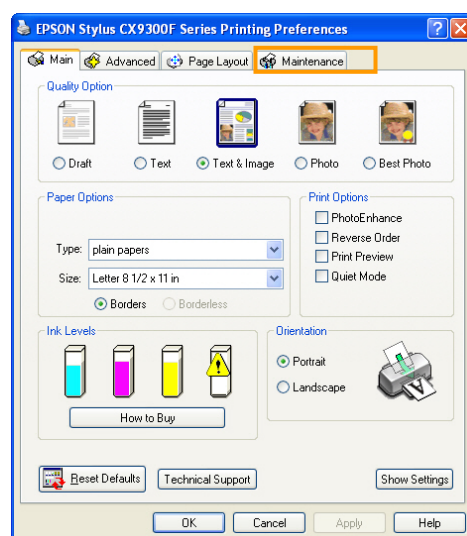 EPSON Stylus CX9300F Series Printing Preferences
Main Advanced Page Layout Maintenance
Quality Option
Draft Text Text & Image Photo Best Photo
Paper Options
Type: plain papers
Size: Letter 8 1/2 x 11 in
Borders Borderless
Print Options
PhotoEnhance
Reverse Order
Print Preview
Quiet Mode
Ink Levels
How to Buy
Orientation
Portrait
Landscape
Reset Defaults Technical Support Show Settings
OK Cancel Apply Help